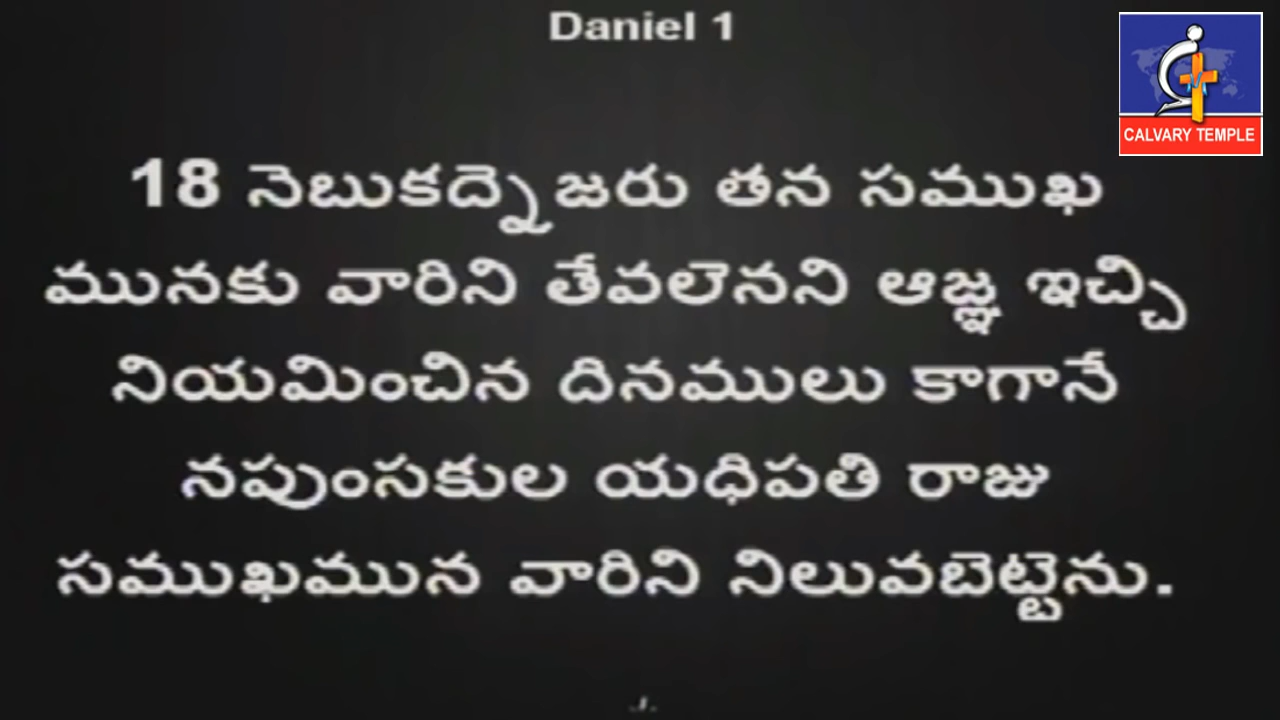 Daniel 1
CALVARY TEMPLE
18 నెబుకద్నెజరు తన సముఖ
మునకు వారిని తేవలెనని ఆజ్ఞ ఇచ్చి
నియమించిన దినములు కాగానే
నపుంసకుల యధిపతి రాజు
సముఖమున వారిని నిలువబెట్టెను.